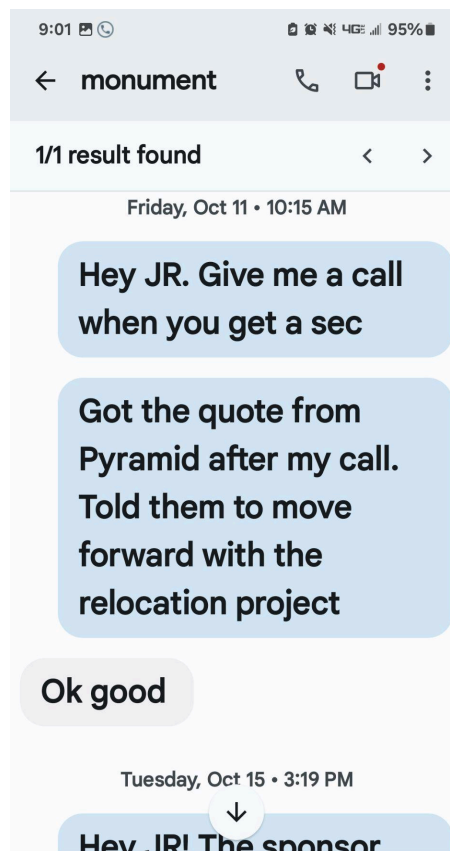 9:01 4GE 95%
monument
1/1 result found
Friday, Oct 11 • 10:15 AM
Hey JR. Give me a call
when you get a sec
Got the quote from
Pyramid after my call.
Told them to move
forward with the
relocation project
Ok good
Tuesday, Oct 15 • 3:19 PM
Hey JR! The sponsor